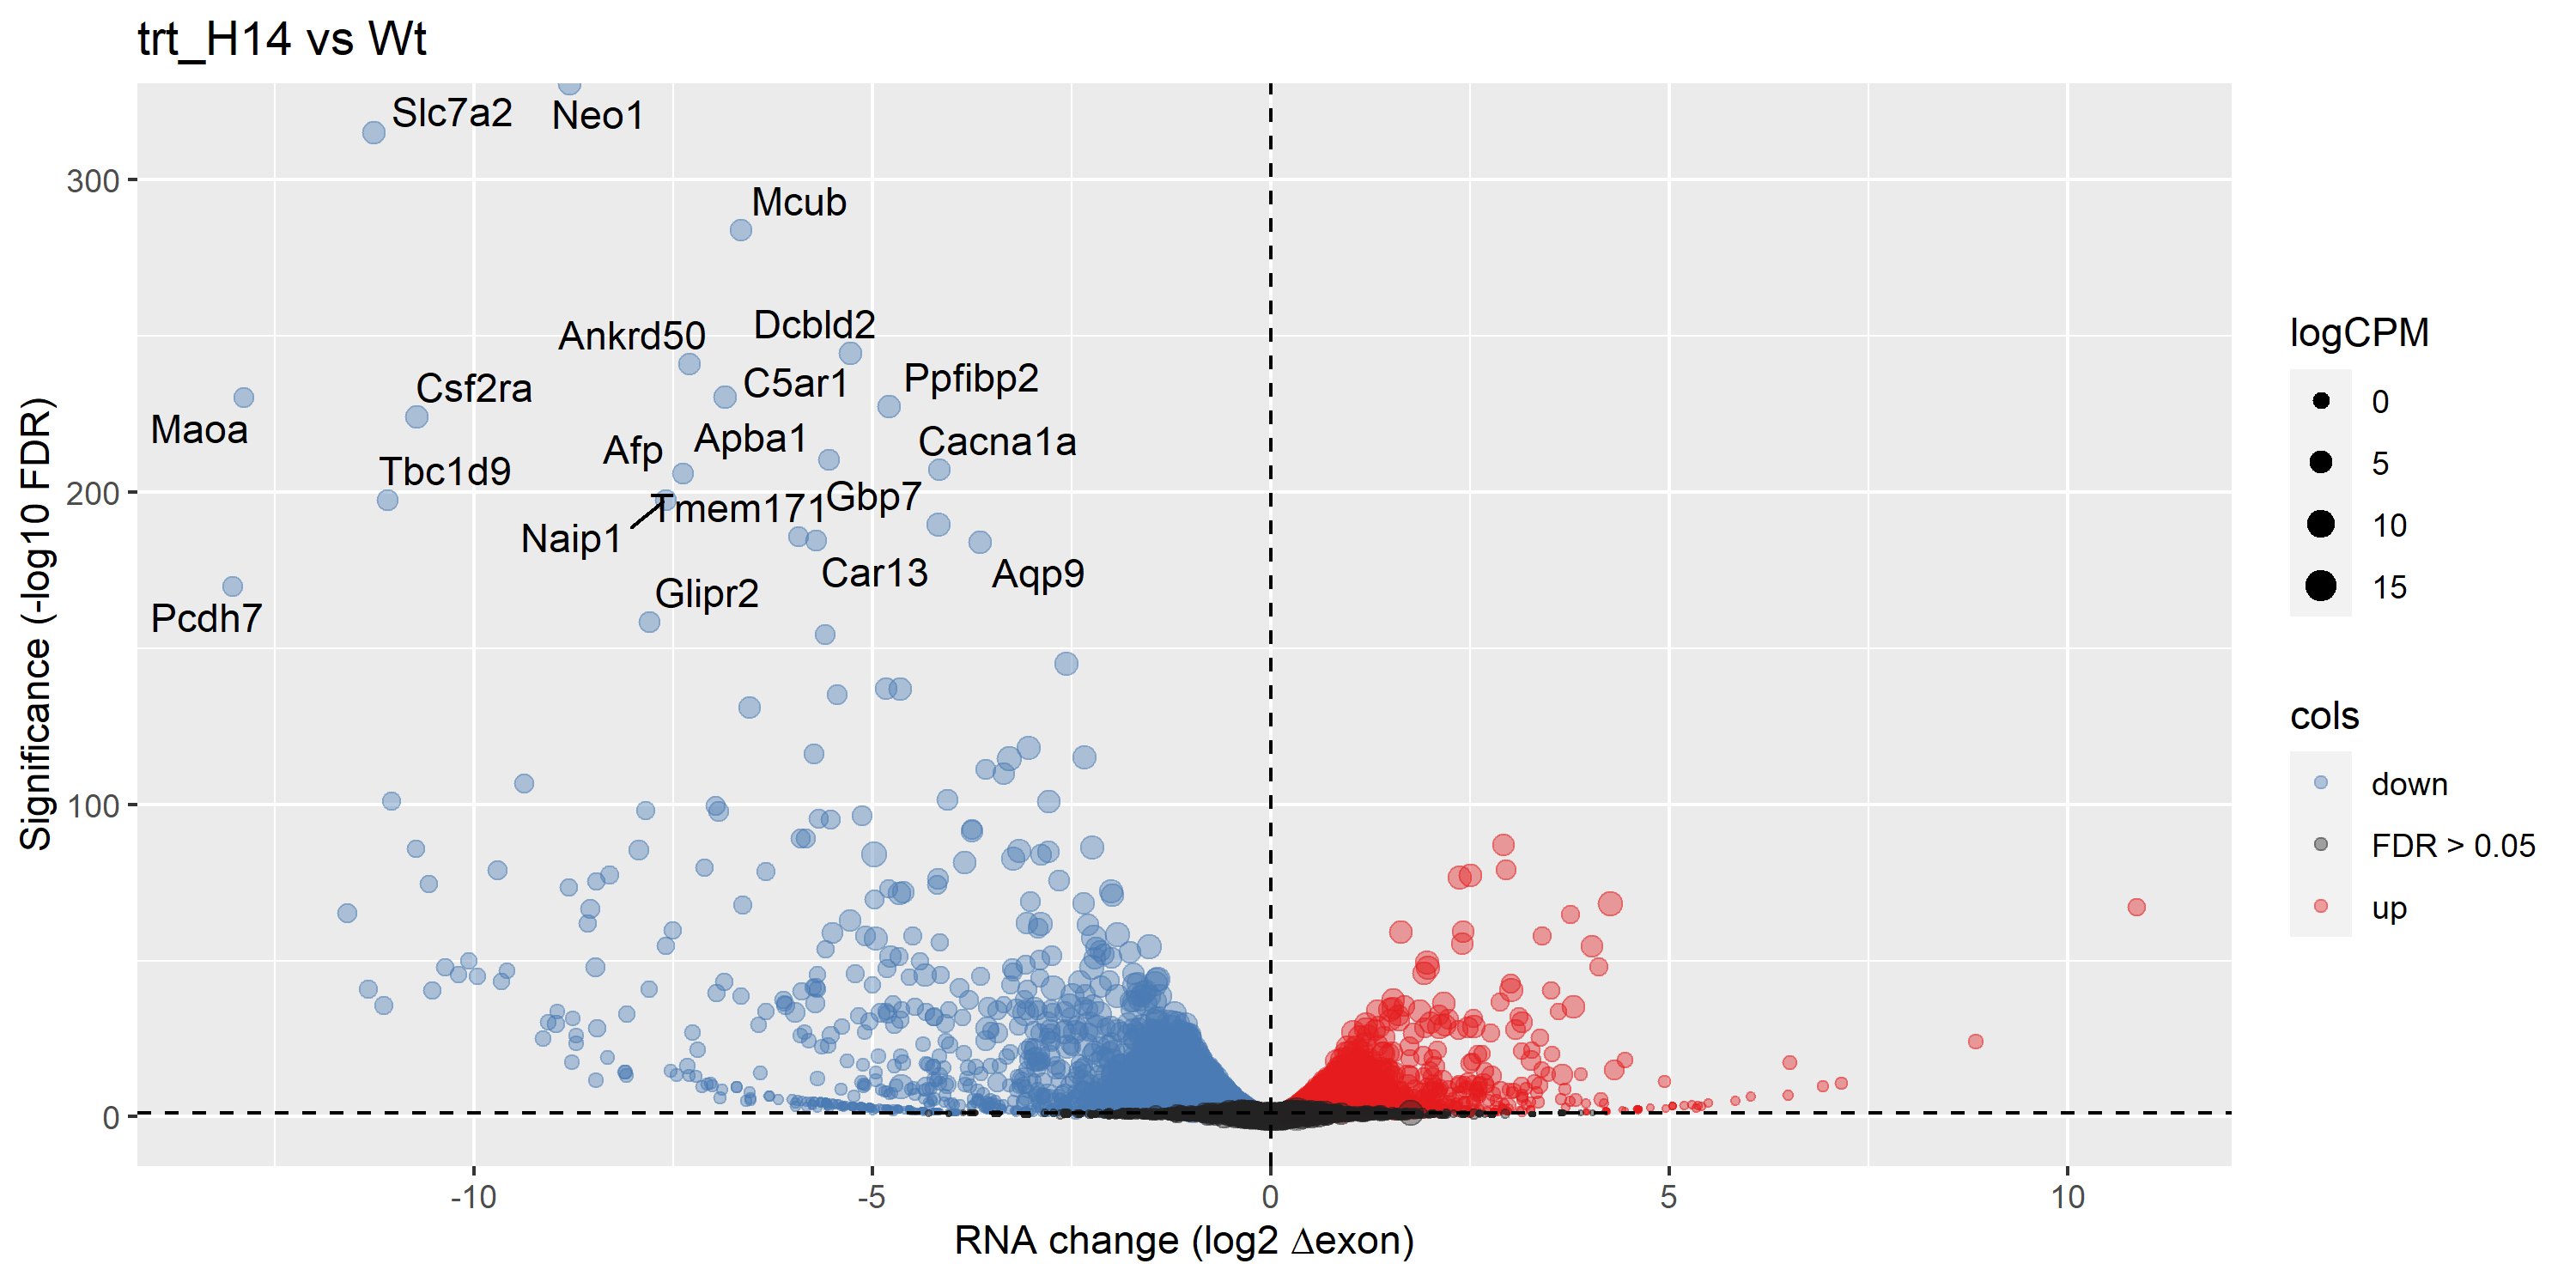 trt_H14 vs Wt
Slc7a2
Neo1
300
Mcub
Ankrd50
Dcbld2
Csf2ra
C5ar1
Ppfibp2
Maoa
Afp
Apba1
Cacna1a
Tbc1d9
200
Tmem171
Gbp7
Naip1
Car13
Aqp9
Glipr2
Pcdh7
100
0
-10
-5
0
5
10
RNA change (log2 Δexon)
Significance (-log10 FDR)
logCPM
0
5
10
15
cols
down
FDR > 0.05
up